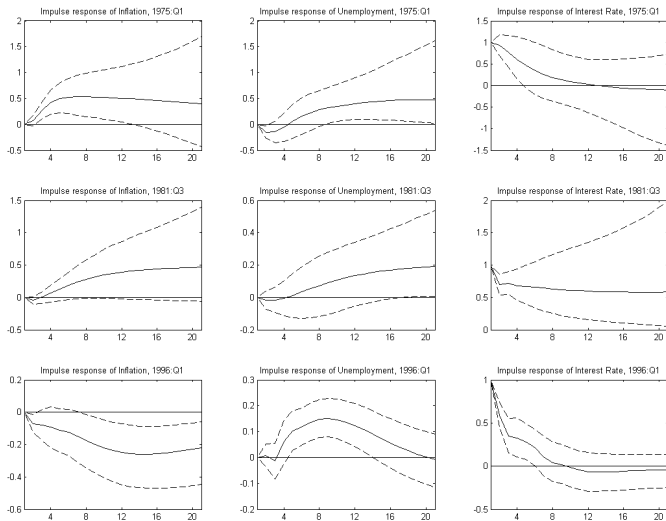 Impulse response of Inflation, 1975:Q1
2
1.5
1
0.5
0
-0.5
4 8 12 16 20
Impulse response of Unemployment, 1975:Q1
2
1.5
1
0.5
0
-0.5
4 8 12 16 20
Impulse response of Interest Rate, 1975:Q1
1.5
1
0.5
0
-0.5
-1
-1.5
4 8 12 16 20
Impulse response of Inflation, 1981:Q3
1.5
1
0.5
0
-0.5
4 8 12 16 20
Impulse response of Unemployment, 1981:Q3
0.6
0.4
0.2
0
-0.2
4 8 12 16 20
Impulse response of Interest Rate, 1981:Q3
2
1.5
1
0.5
0
4 8 12 16 20
Impulse response of Inflation, 1996:Q1
0.2
0
-0.2
-0.4
-0.6
4 8 12 16 20
Impulse response of Unemployment, 1996:Q1
0.3
0.2
0.1
0
-0.1
-0.2
4 8 12 16 20
Impulse response of Interest Rate, 1996:Q1
1
0.5
0
-0.5
4 8 12 16 20